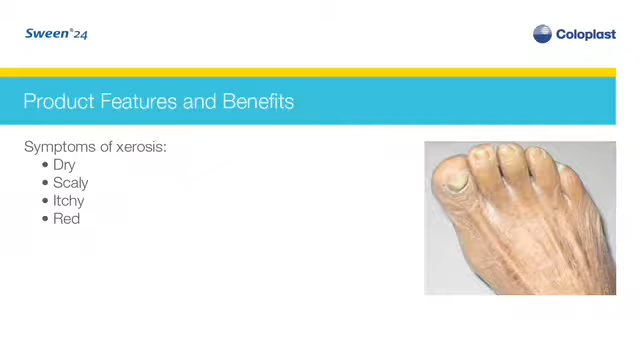 Sween®24
Coloplast
Product Features and Benefits
Symptoms of xerosis:
• Dry
• Scaly
• Itchy
• Red